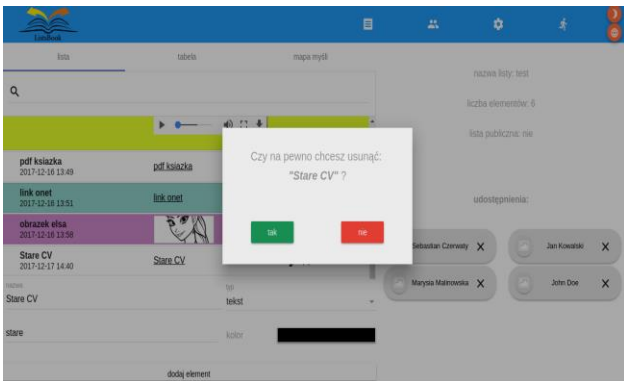 ListsBook
lista
tabela
mapa myśli
nazwa listy: test
liczba elementów: 6
lista publiczna: nie
udostępnienia:
Czy na pewno chcesz usunąć:
"Stare CV" ?
tak
nie
pdf ksiazka
2017-12-16 13:49
pdf ksiazka
link onet
2017-12-16 13:51
link onet
obrazek elsa
2017-12-16 13:58
Stare CV
2017-12-17 14:40
Stare CV
Sebastian Czerwaty
Jan Kowalski
Marysia Malinowska
John Doe
nazwa
Stare CV
typ
tekst
stare
kolor
dodaj element